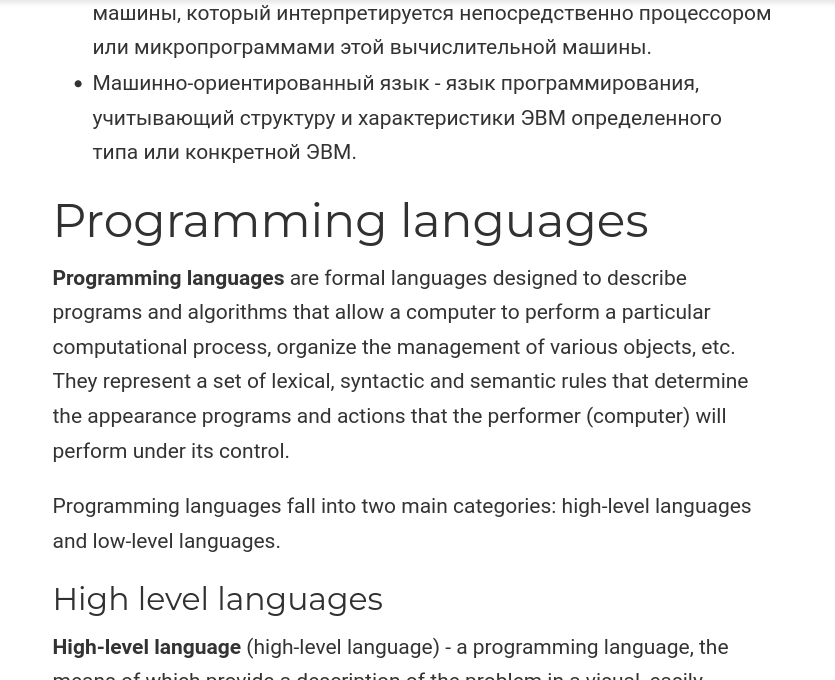 машины, который интерпретируется непосредственно процессором
или микропрограммами этой вычислительной машины.
• Машинно-ориентированный язык - язык программирования,
учитывающий структуру и характеристики ЭВМ определенного
типа или конкретной ЭВМ.
Programming languages
Programming languages are formal languages designed to describe
programs and algorithms that allow a computer to perform a particular
computational process, organize the management of various objects, etc.
They represent a set of lexical, syntactic and semantic rules that determine
the appearance programs and actions that the performer (computer) will
perform under its control.
Programming languages fall into two main categories: high-level languages
and low-level languages.
High level languages
High-level language (high-level language) - a programming language, the
means of which provide a description of the problem in a visual, easily